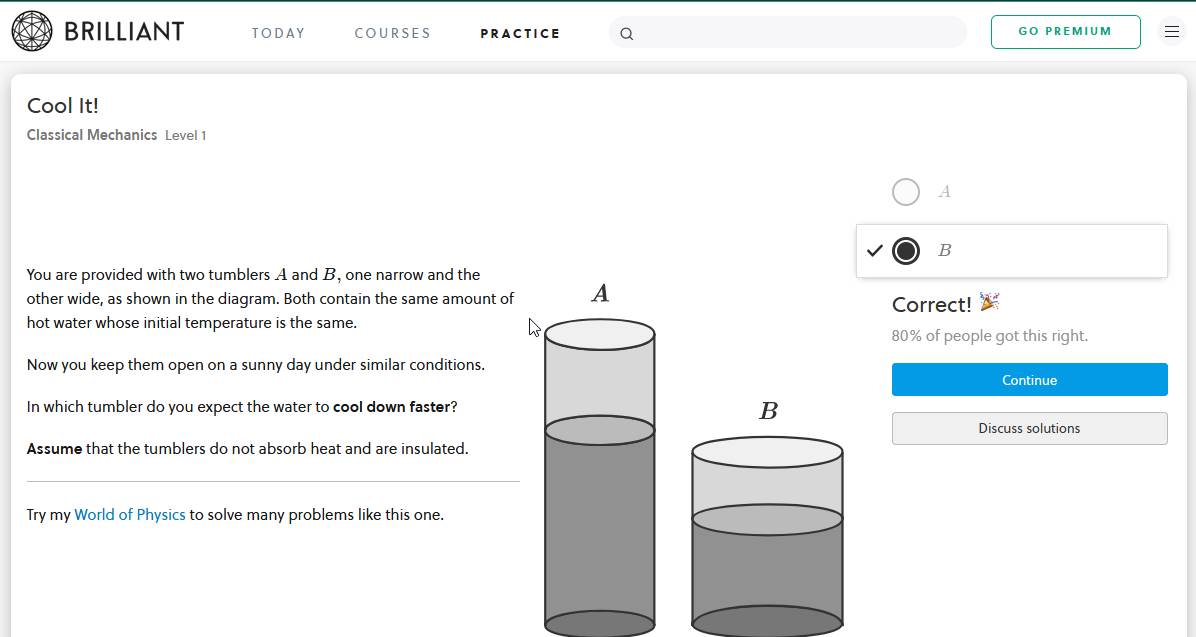 BRILLIANT
TODAY
COURSES
PRACTICE
GO PREMIUM
Cool It!
Classical Mechanics Level 1
You are provided with two tumblers A and B, one narrow and the
other wide, as shown in the diagram. Both contain the same amount of
hot water whose initial temperature is the same.
Now you keep them open on a sunny day under similar conditions.
In which tumbler do you expect the water to cool down faster?
Assume that the tumblers do not absorb heat and are insulated.
Try my World of Physics to solve many problems like this one.
A
B
A
B
Correct! 🎉
80% of people got this right.
Continue
Discuss solutions